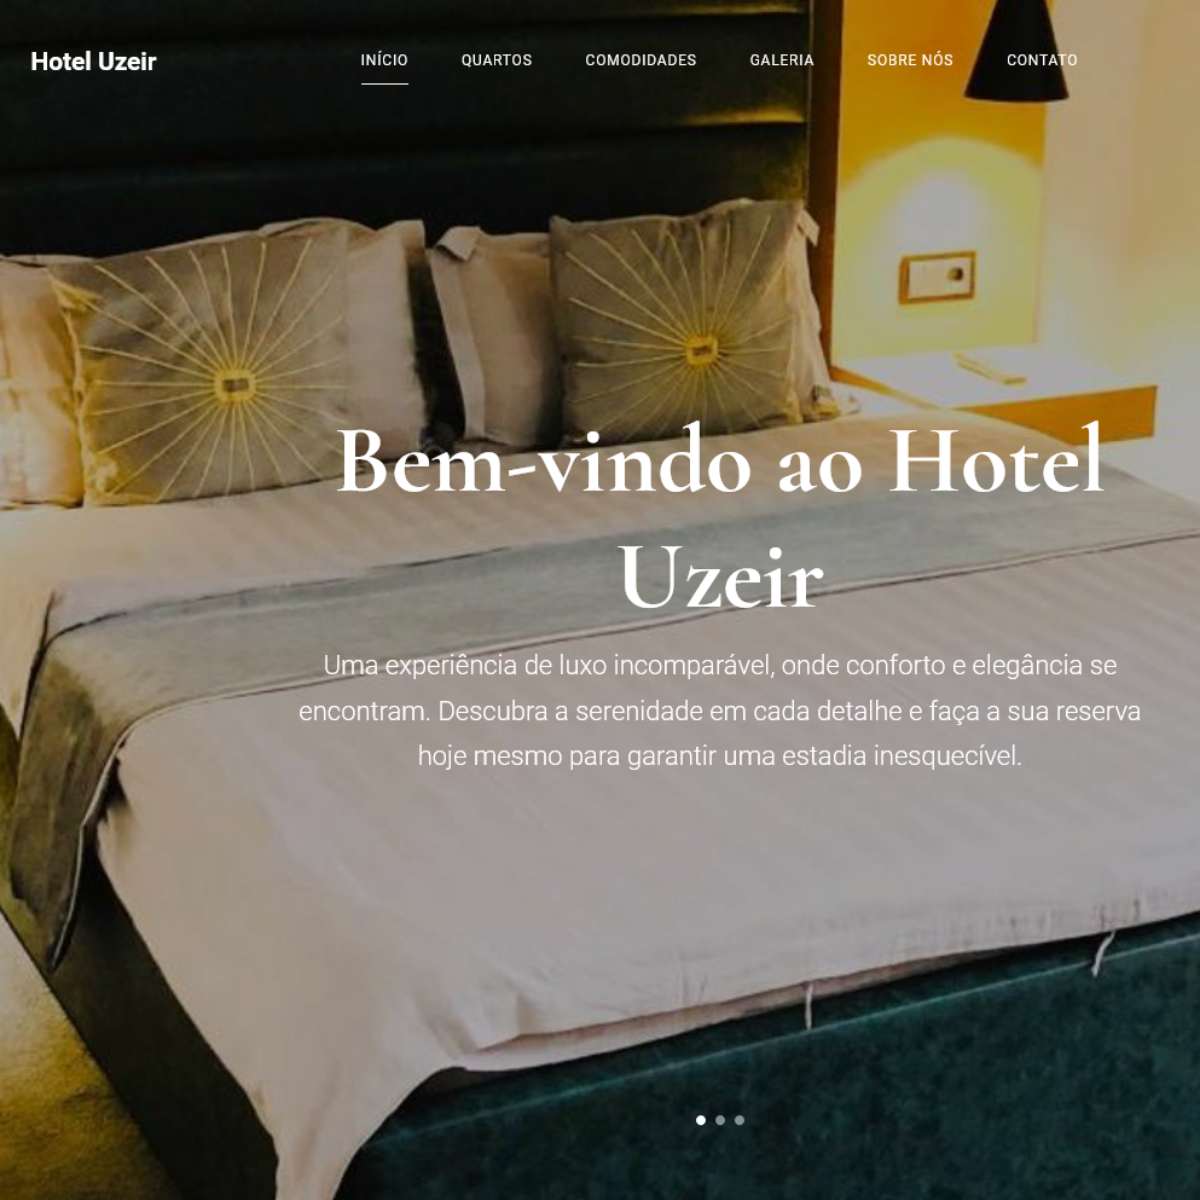 Hotel Uzeir
INÍCIO QUARTOS COMODIDADES GALERIA SOBRE NÓS CONTATO
Bem-vindo ao Hotel
Uzeir
Uma experiência de luxo incomparável, onde conforto e elegância se
encontram. Descubra a serenidade em cada detalhe e faça a sua reserva
hoje mesmo para garantir uma estadia inesquecível.